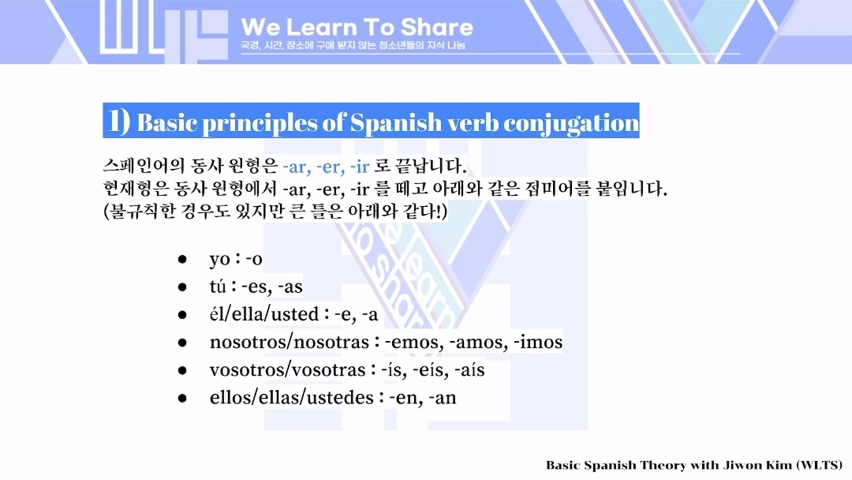 We Learn To Share
국경, 시간, 장소에 구애 받지 않는 청소년들의 지식 나눔
1) Basic principles of Spanish verb conjugation
스페인어의 동사 원형은 -ar, -er, -ir 로 끝납니다.
현재형은 동사 원형에서 -ar, -er, -ir 를 떼고 아래와 같은 접미어를 붙입니다.
(불규칙한 경우도 있지만 큰 틀은 아래와 같다!)
● yo : -o
● tú : -es, -as
● él/ella/usted : -e, -a
● nosotros/nosotras : -emos, -amos, -imos
● vosotros/vosotras : -ís, -eís, -aís
● ellos/ellas/ustedes : -en, -an
we learn
to share
Basic Spanish Theory with Jiwon Kim (WLTS)